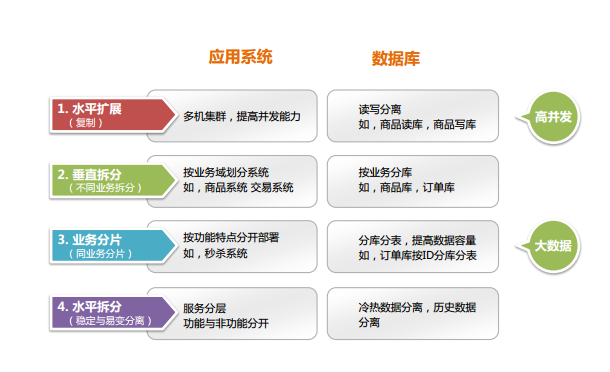 应用系统
数据库
1. 水平扩展
（复制）
多机集群，提高并发能力
读写分离
如，商品读库，商品写库
高并发
2. 垂直拆分
（不同业务拆分）
按业务域划分系统
如，商品系统 交易系统
按业务分库
如，商品库，订单库
3. 业务分片
（同业务分片）
按功能特点分开部署
如，秒杀系统
分库分表，提高数据容量
如，订单库按ID分库分表
大数据
4. 水平拆分
（稳定与易变分离）
服务分层
功能与非功能分开
冷热数据分离，历史数据
分离